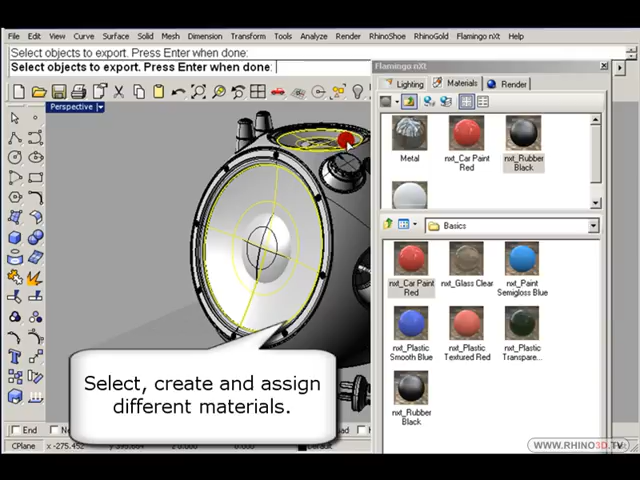 File Edit View Curve Surface Solid Mesh Dimension Transform Tools Analyze Render RhinoShoe RhinoGold Flamingo nXt Help
Select objects to export. Press Enter when done:
Select objects to export. Press Enter when done:
Flamingo nXt
Lighting Materials Render
Perspective
Metal
nxt_Car Paint
Red
nxt_Rubber
Black
Basics
nxt_Car Paint
Red
nxt_Glass Clear
nxt_Paint
Semigloss Blue
nxt_Plastic
Smooth Blue
nxt_Plastic
Textured Red
nxt_Plastic
Transpare...
nxt_Rubber
Black
Select, create and assign
different materials.
End
CPlane
WWW.RHINO3D.TV